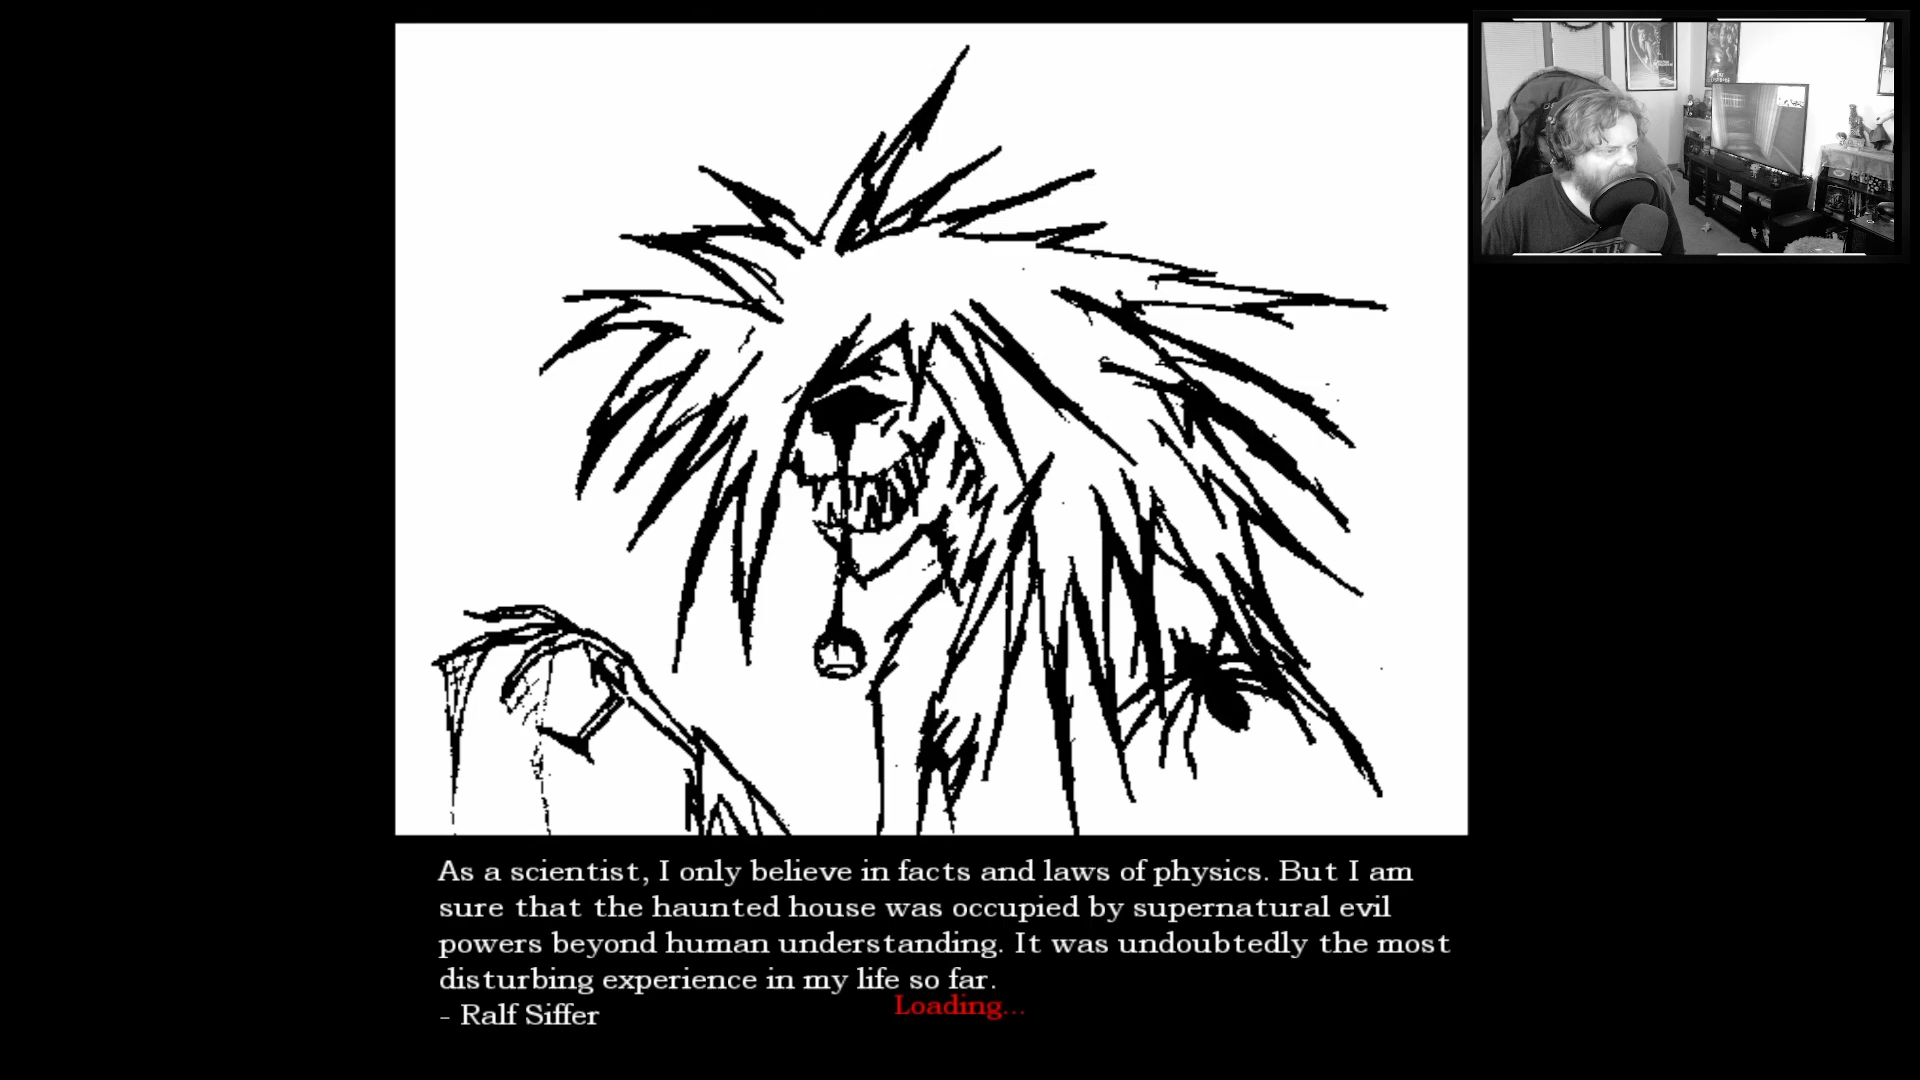 As a scientist, I only believe in facts and laws of physics. But I am
sure that the haunted house was occupied by supernatural evil
powers beyond human understanding. It was undoubtedly the most
disturbing experience in my life so far.
Loading...
- Ralf Siffer